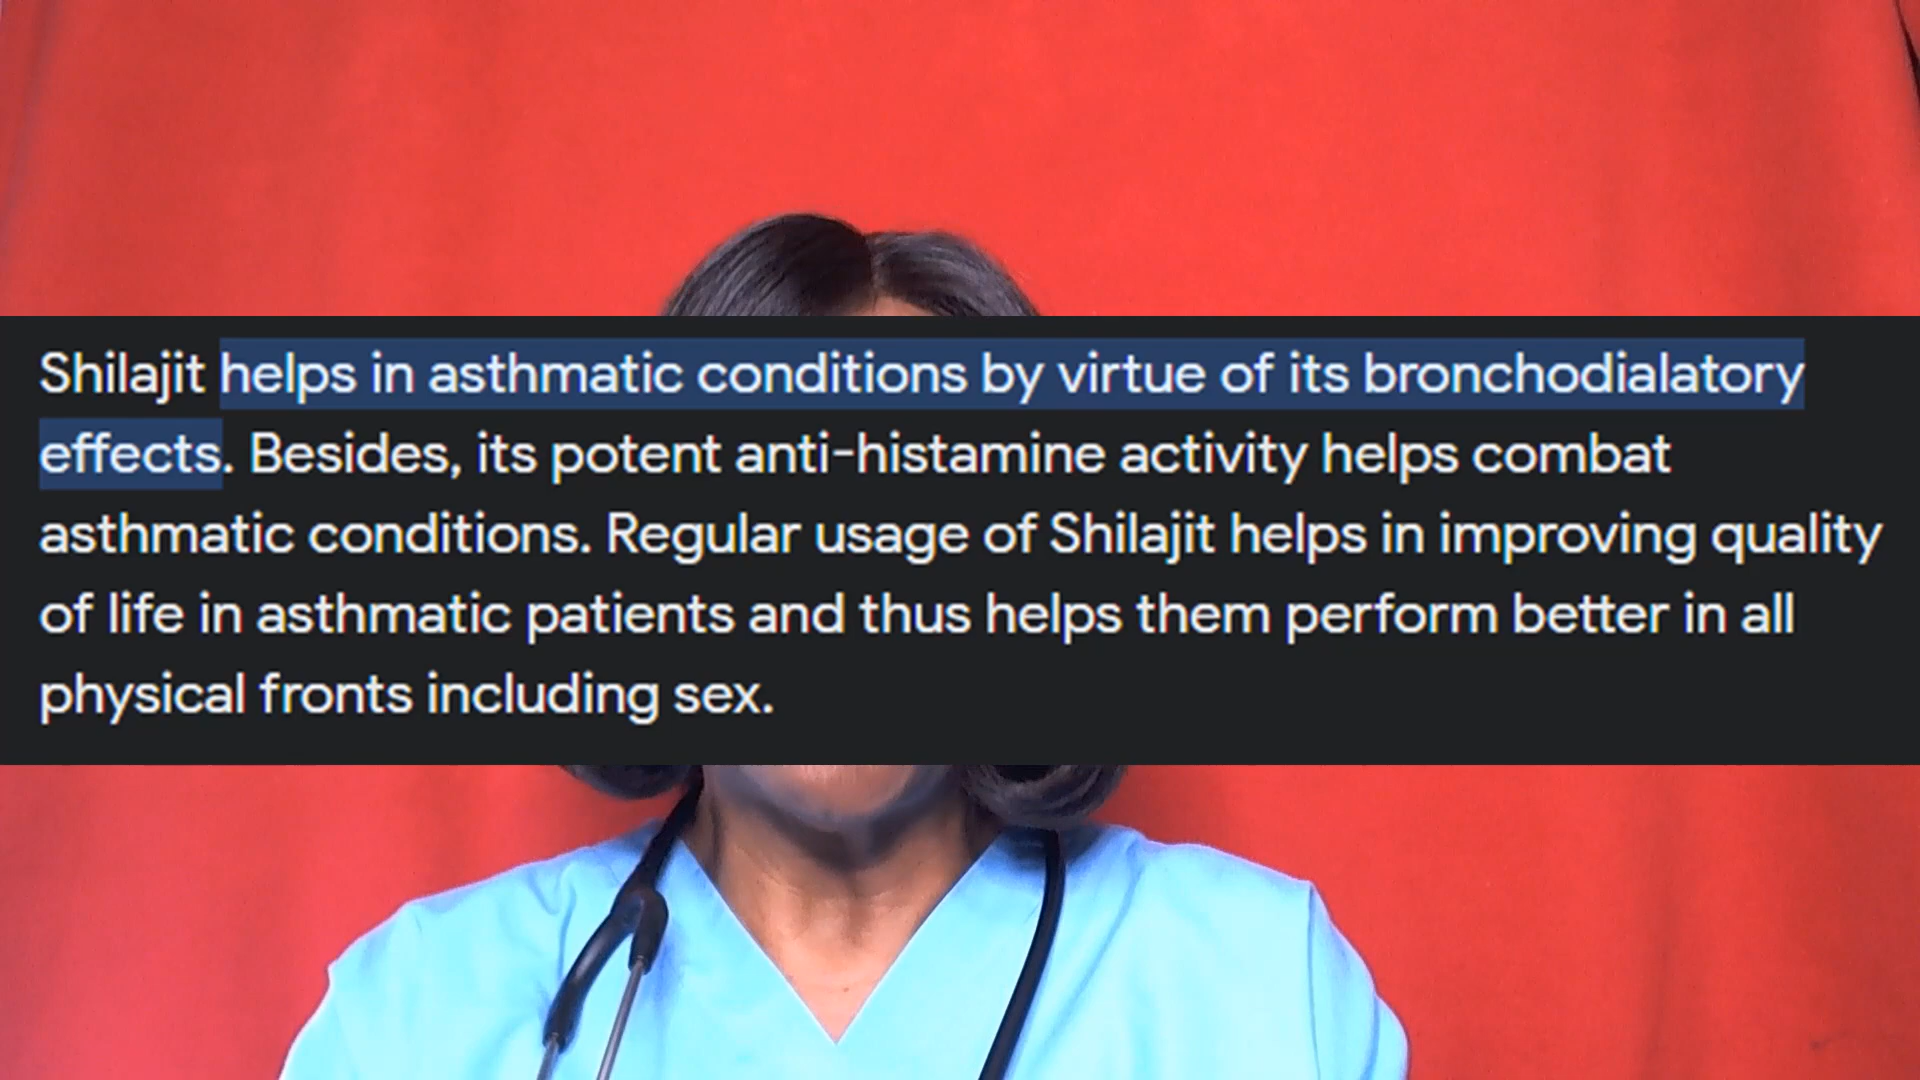 Shilajit helps in asthmatic conditions by virtue of its bronchodialatory
effects. Besides, its potent anti-histamine activity helps combat
asthmatic conditions. Regular usage of Shilajit helps in improving quality
of life in asthmatic patients and thus helps them perform better in all
physical fronts including sex.